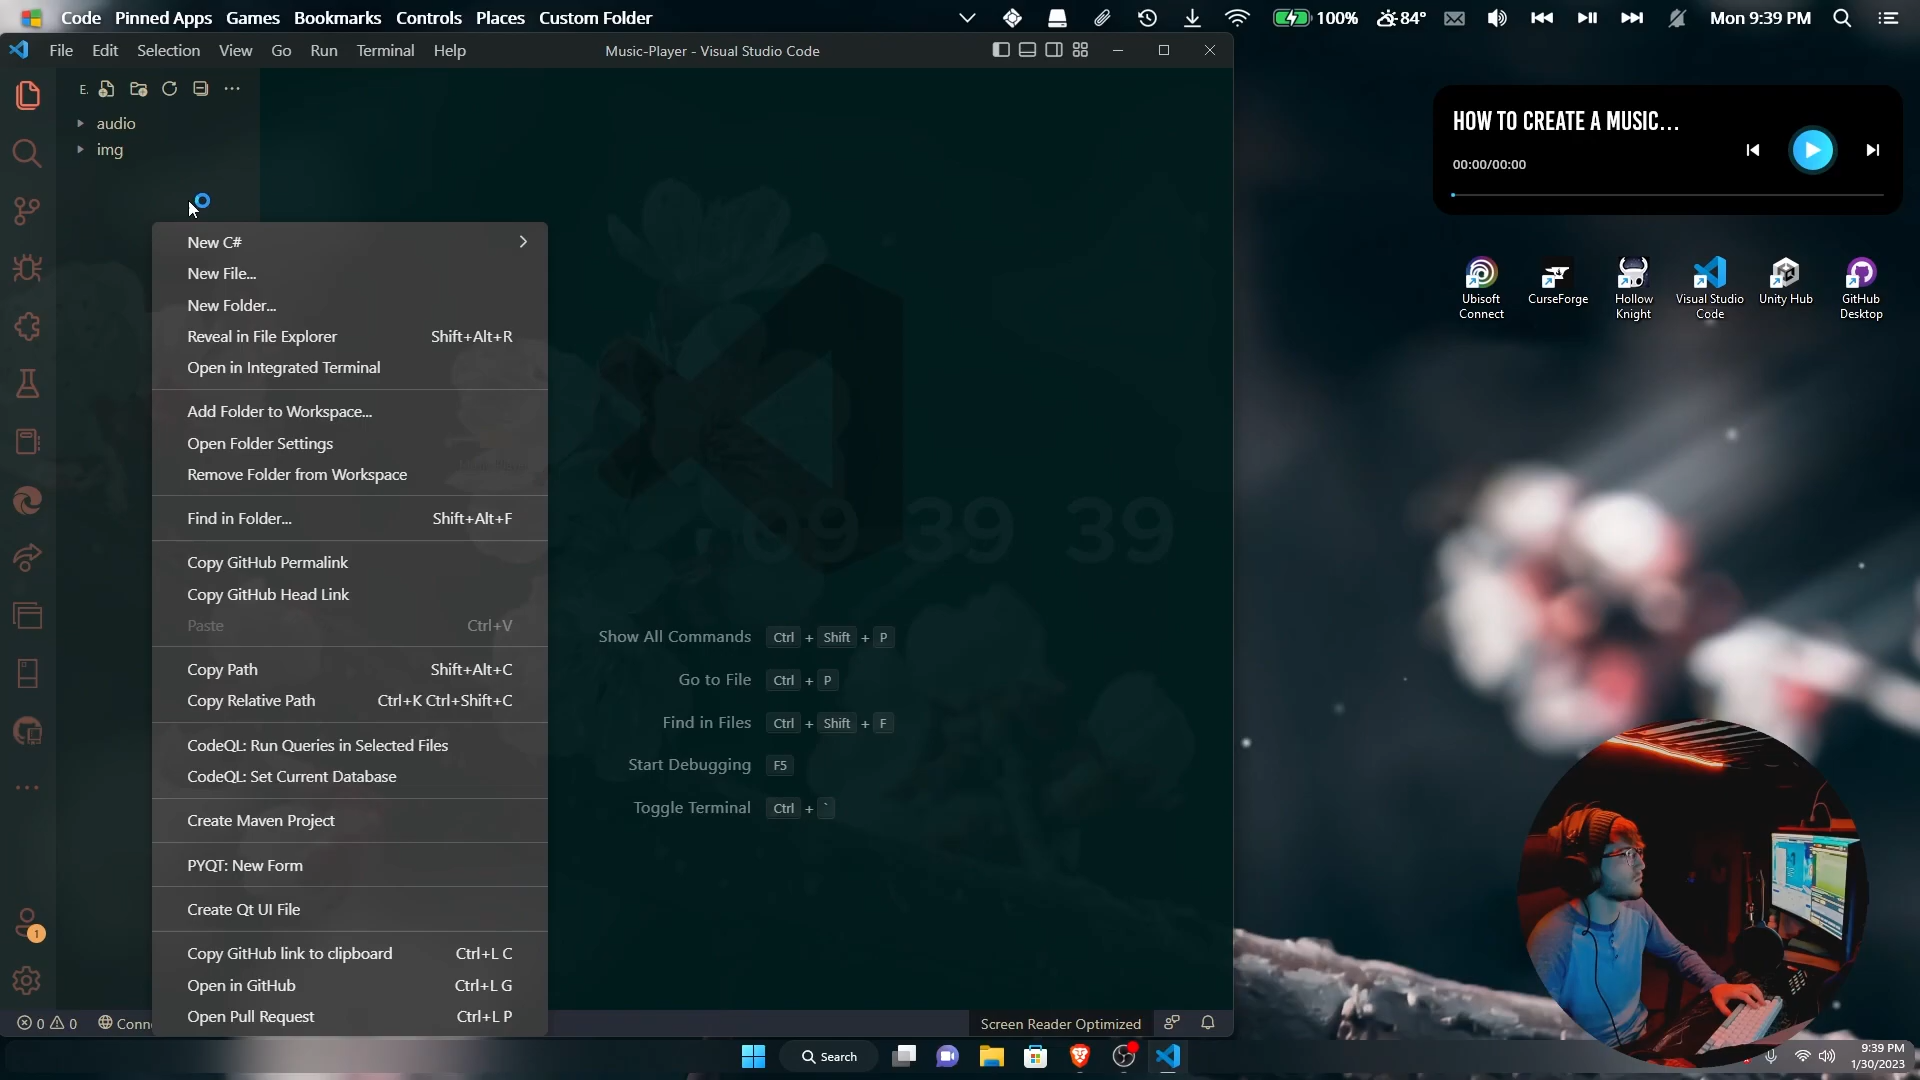 Code Pinned Apps Games Bookmarks Controls Places Custom Folder
100% 84° Mon 9:39 PM
File Edit Selection View Go Run Terminal Help
Music-Player - Visual Studio Code
E.
audio
img
New C#
New File...
New Folder...
Reveal in File Explorer Shift+Alt+R
Open in Integrated Terminal
Add Folder to Workspace...
Open Folder Settings
Remove Folder from Workspace
Find in Folder... Shift+Alt+F
Copy GitHub Permalink
Copy GitHub Head Link
Paste Ctrl+V
Copy Path Shift+Alt+C
Copy Relative Path Ctrl+K Ctrl+Shift+C
CodeQL: Run Queries in Selected Files
CodeQL: Set Current Database
Create Maven Project
PYQT: New Form
Create Qt UI File
Copy GitHub link to clipboard Ctrl+L C
Open in GitHub Ctrl+L G
Open Pull Request Ctrl+L P
09 39 39
Show All Commands Ctrl + Shift + P
Go to File Ctrl + P
Find in Files Ctrl + Shift + F
Start Debugging F5
Toggle Terminal Ctrl + `
HOW TO CREATE A MUSIC...
00:00/00:00
Ubisoft Connect
CurseForge
Hollow Knight
Visual Studio Code
Unity Hub
GitHub Desktop
1
0 0 Conn
Screen Reader Optimized
Search
9:39 PM
1/30/2023